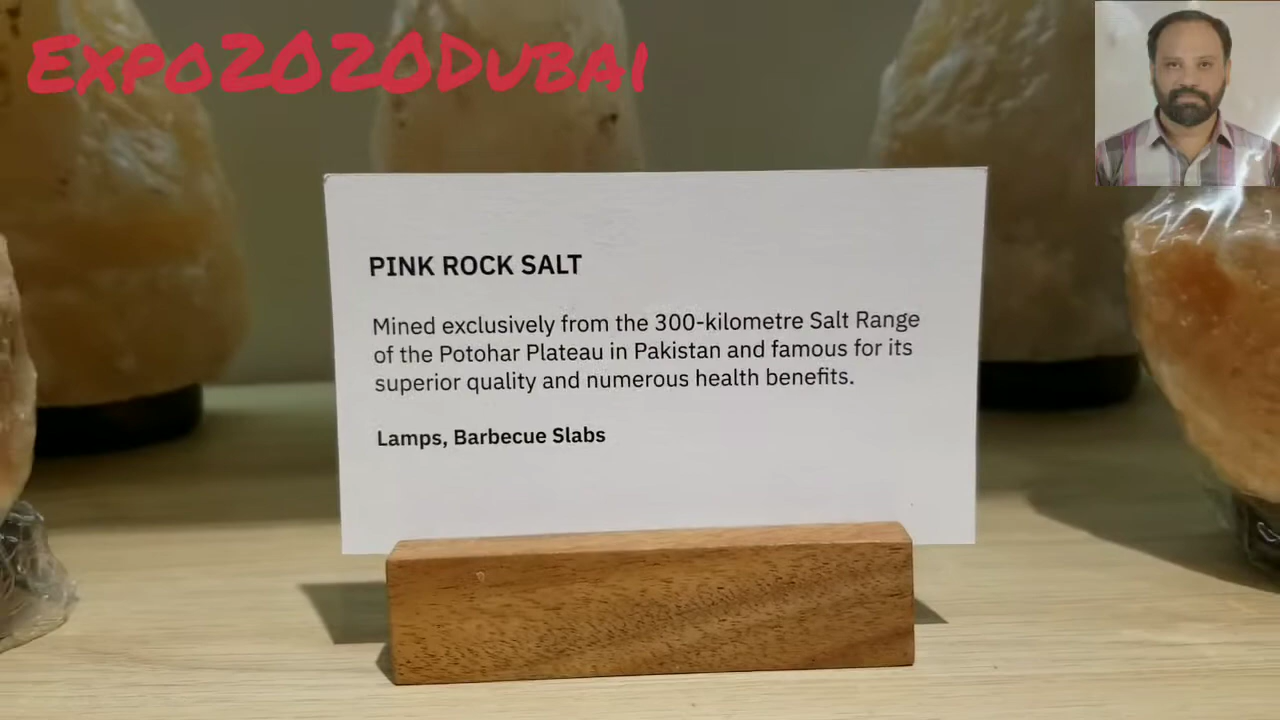 Expo2020Dubai
PINK ROCK SALT
Mined exclusively from the 300-kilometre Salt Range
of the Potohar Plateau in Pakistan and famous for its
superior quality and numerous health benefits.
Lamps, Barbecue Slabs